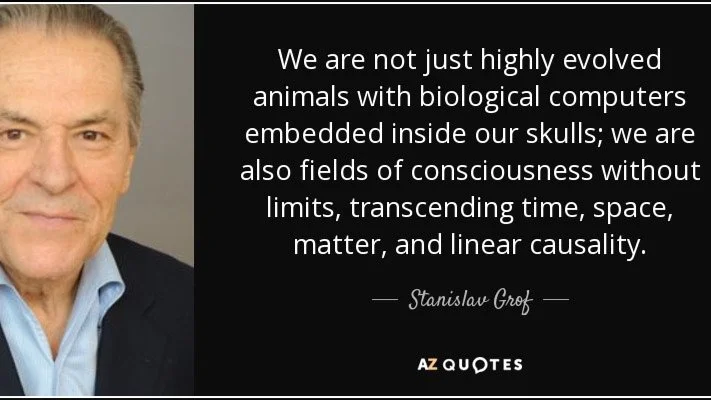 We are not just highly evolved
animals with biological computers
embedded inside our skulls; we are
also fields of consciousness without
limits, transcending time, space,
matter, and linear causality.
Stanislav Grof
AZ QUOTES